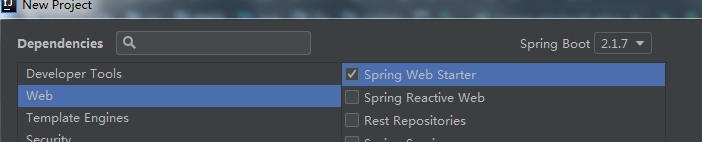 New Project
Dependencies
Spring Boot 2.1.7
Developer Tools
Spring Web Starter
Web
Spring Reactive Web
Template Engines
Rest Repositories
Security